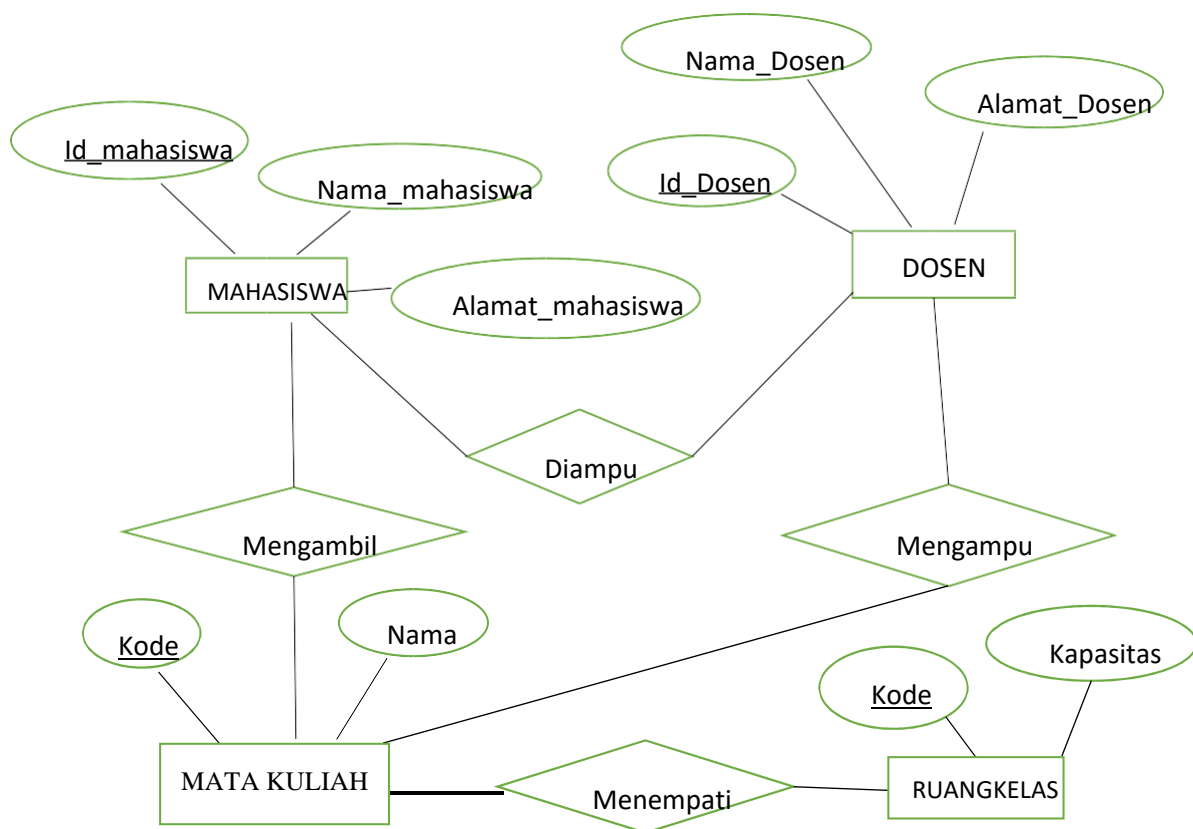 Nama_Dosen
Alamat_Dosen
Id_mahasiswa
Nama_mahasiswa
Id_Dosen
DOSEN
MAHASISWA
Alamat_mahasiswa
Diampu
Mengambil
Mengampu
Kode
Nama
Kapasitas
Kode
MATA KULIAH
Menempati
RUANGKELAS